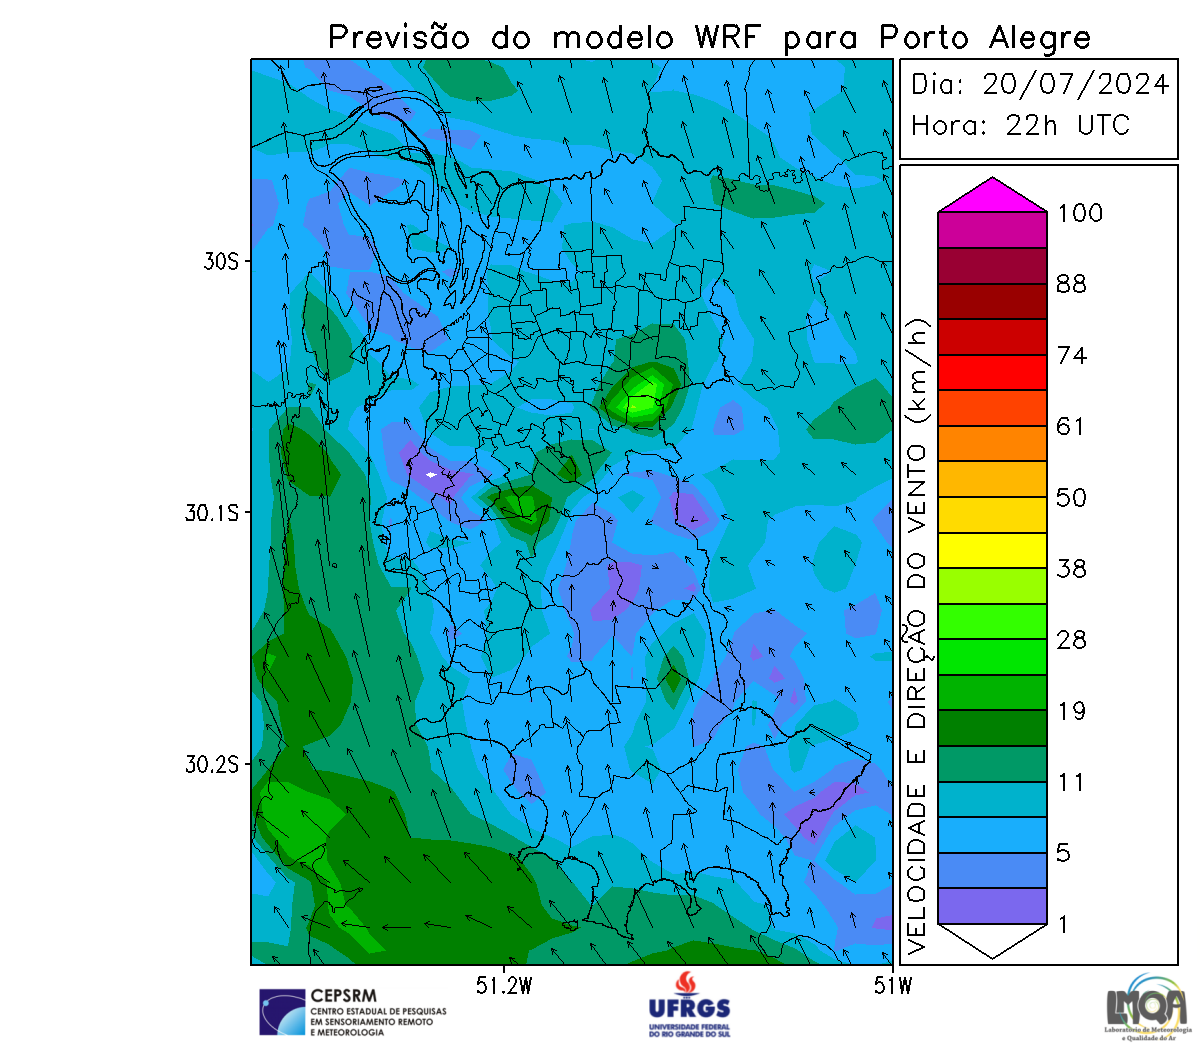 Previsão do modelo WRF para Porto Alegre
Dia: 20/07/2024
Hora: 22h UTC
VELOCIDADE E DIREÇÃO DO VENTO (km/h)
100
88
74
61
50
38
28
19
11
5
1
30S
30.1S
30.2S
51.2W
51W
CEPSRM
CENTRO ESTADUAL DE PESQUISAS
EM SENSORIAMENTO REMOTO
E METEOROLOGIA
UFRGS
UNIVERSIDADE FEDERAL
DO RIO GRANDE DO SUL
LMQA
Laboratório de Meteorologia
e Qualidade do Ar